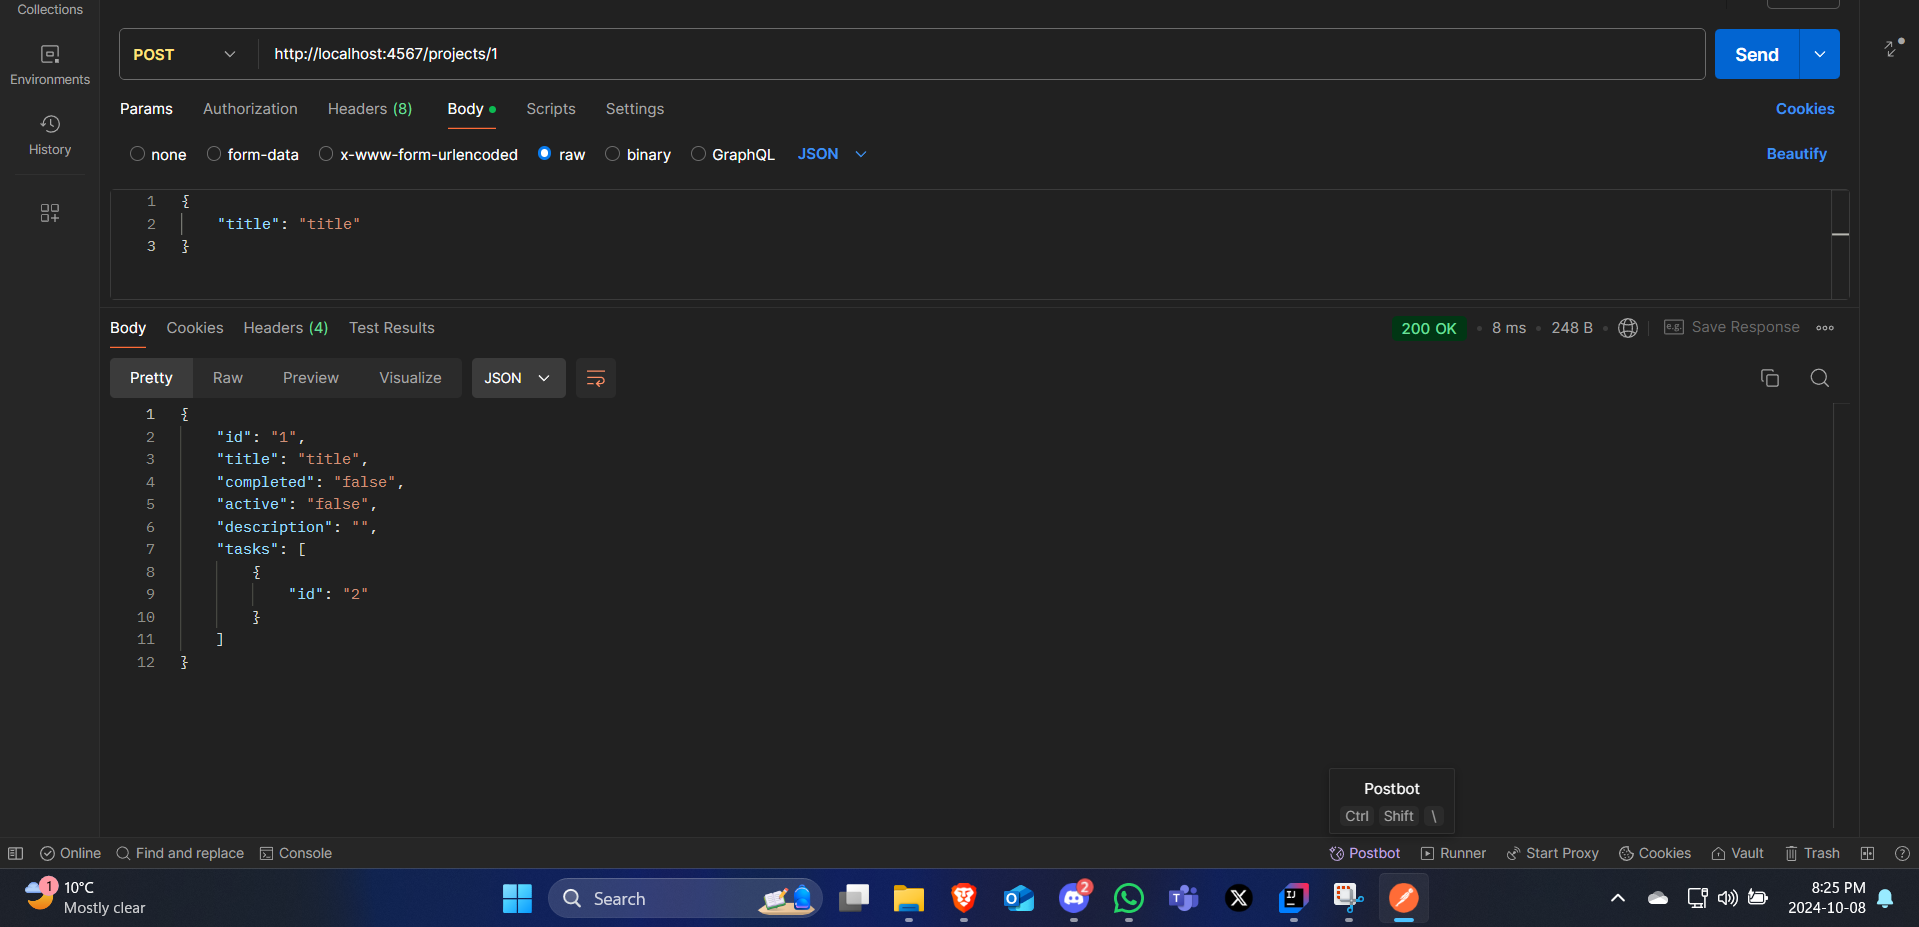 Collections
POST http://localhost:4567/projects/1 Send
Environments
Params Authorization Headers (8) Body Scripts Settings Cookies
History
none form-data x-www-form-urlencoded raw binary GraphQL JSON Beautify
1 {
2 "title": "title"
3 }
Body Cookies Headers (4) Test Results 200 OK 8 ms 248 B e.g. Save Response
Pretty Raw Preview Visualize JSON
1 {
2 "id": "1",
3 "title": "title",
4 "completed": "false",
5 "active": "false",
6 "description": "",
7 "tasks": [
8 {
9 "id": "2"
10 }
11 ]
12 }
Postbot
Ctrl Shift \
Online Find and replace Console Postbot Runner Start Proxy Cookies Vault Trash
1 10°C
Mostly clear
Search
2
8:25 PM
2024-10-08